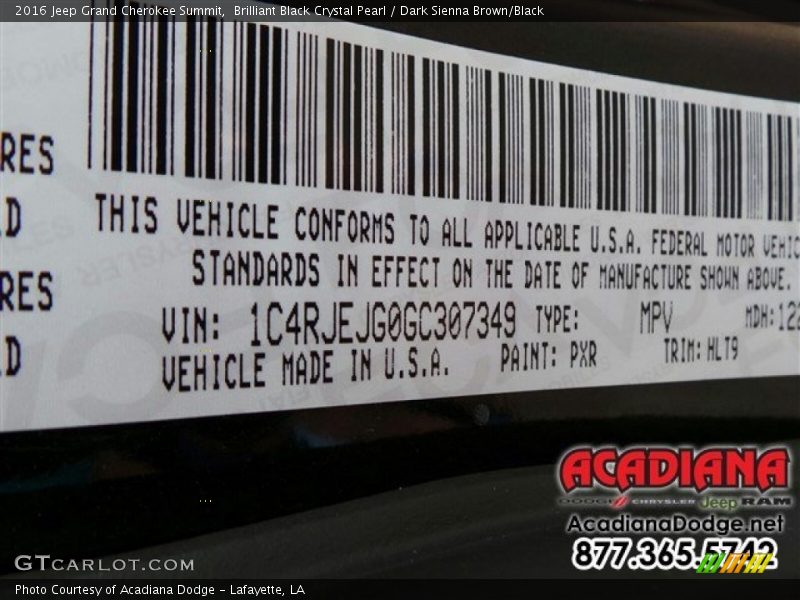 2016 Jeep Grand Cherokee Summit, Brilliant Black Crystal Pearl / Dark Sienna Brown/Black
RES
D
RES
D
THIS VEHICLE CONFORMS TO ALL APPLICABLE U.S.A. FEDERAL MOTOR VEHIC
STANDARDS IN EFFECT ON THE DATE OF MANUFACTURE SHOWN ABOVE.
VIN: 1C4RJEJG0GC307349 TYPE: MPV MDH:122
VEHICLE MADE IN U.S.A. PAINT: PXR TRIM: HLT9
ACADIANA
DODGE CHRYSLER Jeep RAM
AcadianaDodge.net
877.365.5742
GTCARLOT.COM
Photo Courtesy of Acadiana Dodge - Lafayette, LA